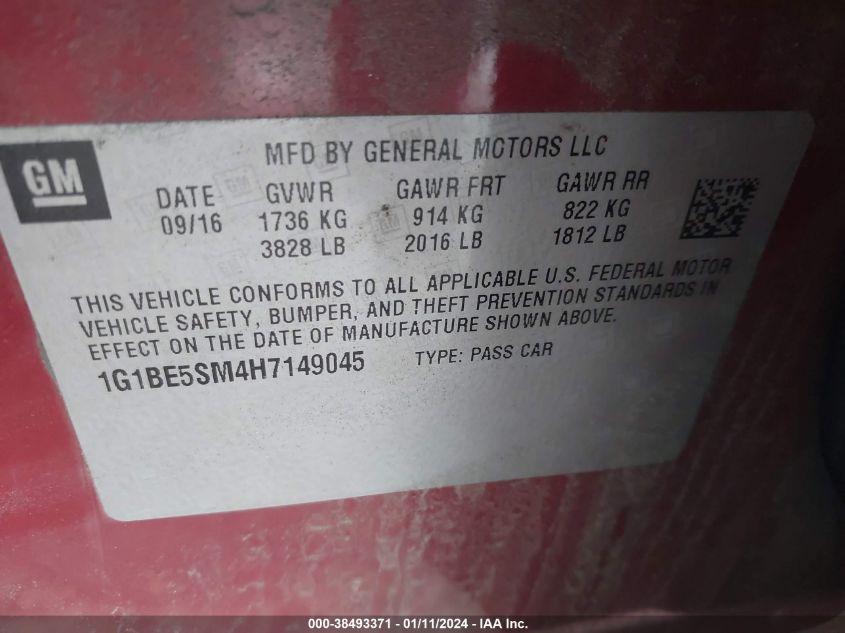 GM
MFD BY GENERAL MOTORS LLC
DATE GVWR GAWR FRT GAWR RR
09/16 1736 KG 914 KG 822 KG
3828 LB 2016 LB 1812 LB
THIS VEHICLE CONFORMS TO ALL APPLICABLE U.S. FEDERAL MOTOR
VEHICLE SAFETY, BUMPER, AND THEFT PREVENTION STANDARDS IN
EFFECT ON THE DATE OF MANUFACTURE SHOWN ABOVE.
1G1BE5SM4H7149045 TYPE: PASS CAR
000-38493371 - 01/11/2024 - IAA Inc.